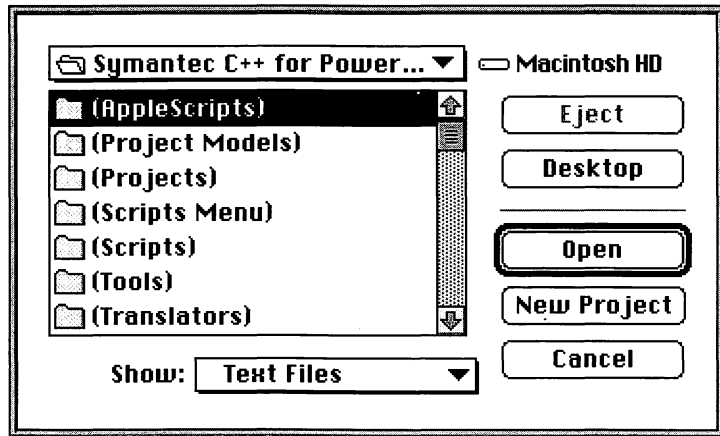 Symantec C++ for Power...
Macintosh HD
(AppleScripts)
(Project Models)
(Projects)
(Scripts Menu)
(Scripts)
(Tools)
(Translators)
Eject
Desktop
Open
New Project
Cancel
Show: Text Files